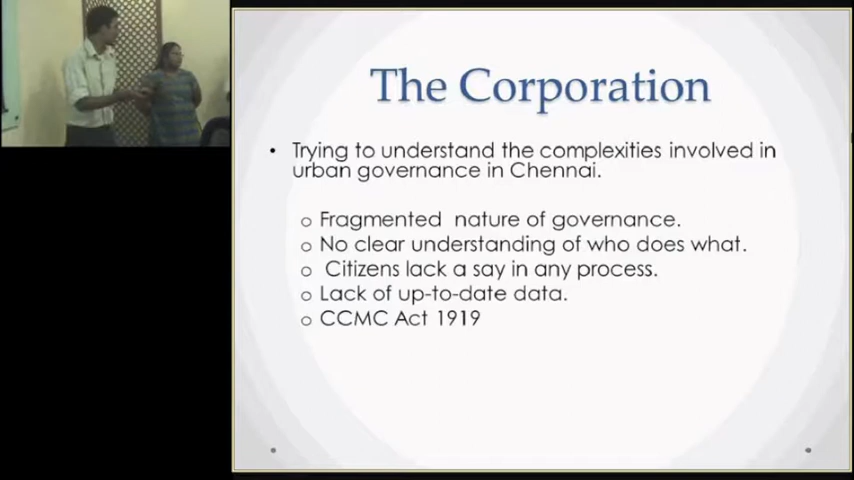 The Corporation
• Trying to understand the complexities involved in
urban governance in Chennai.
o Fragmented nature of governance.
o No clear understanding of who does what.
o Citizens lack a say in any process.
o Lack of up-to-date data.
o CCMC Act 1919